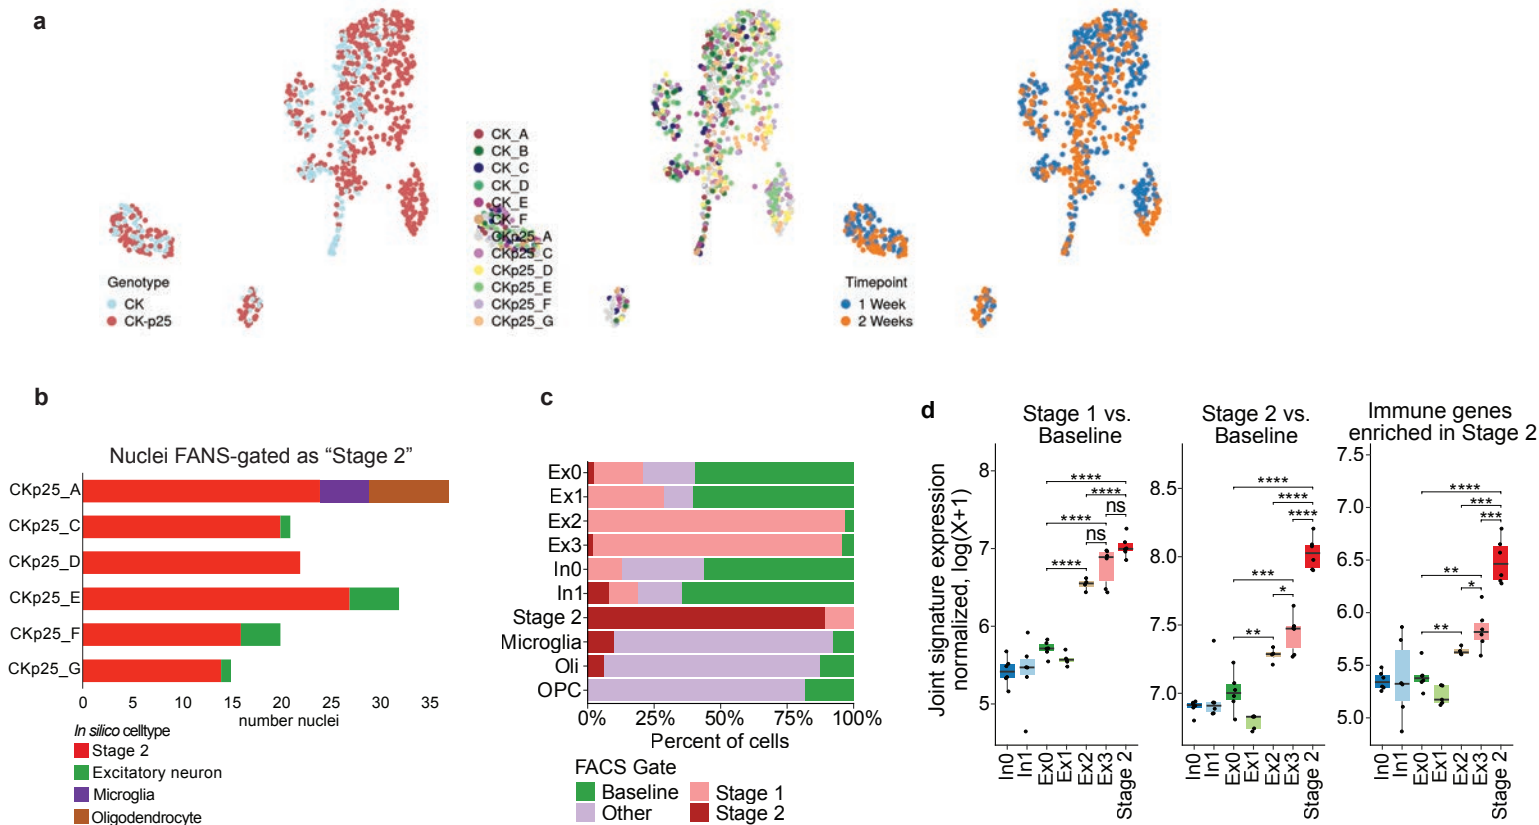 a
Genotype
CK
CK-p25
CK_A
CK_B
CK_C
CK_D
CK_E
CK_F
CKp25_A
CKp25_C
CKp25_D
CKp25_E
CKp25_F
CKp25_G
Timepoint
1 Week
2 Weeks
b
Nuclei FANS-gated as “Stage 2”
CKp25_A
CKp25_C
CKp25_D
CKp25_E
CKp25_F
CKp25_G
0 5 10 15 20 25 30 35
number nuclei
In silico celltype
Stage 2
Excitatory neuron
Microglia
Oligodendrocyte
c
Ex0
Ex1
Ex2
Ex3
In0
In1
Stage 2
Microglia
Oli
OPC
0% 25% 50% 75% 100%
Percent of cells
FACS Gate
Baseline
Other
Stage 1
Stage 2
d
Joint signature expression
normalized, log(X+1)
Stage 1 vs.
Baseline
8
7
6
5
****
****
ns
****
ns
****
In0
In1
Ex0
Ex1
Ex2
Ex3
Stage 2
Stage 2 vs.
Baseline
8.5
8.0
7.5
7.0
****
****
****
***
*
**
In0
In1
Ex0
Ex1
Ex2
Ex3
Stage 2
Immune genes
enriched in Stage 2
7.5
7.0
6.5
6.0
5.5
5.0
****
***
***
**
*
**
In0
In1
Ex0
Ex1
Ex2
Ex3
Stage 2